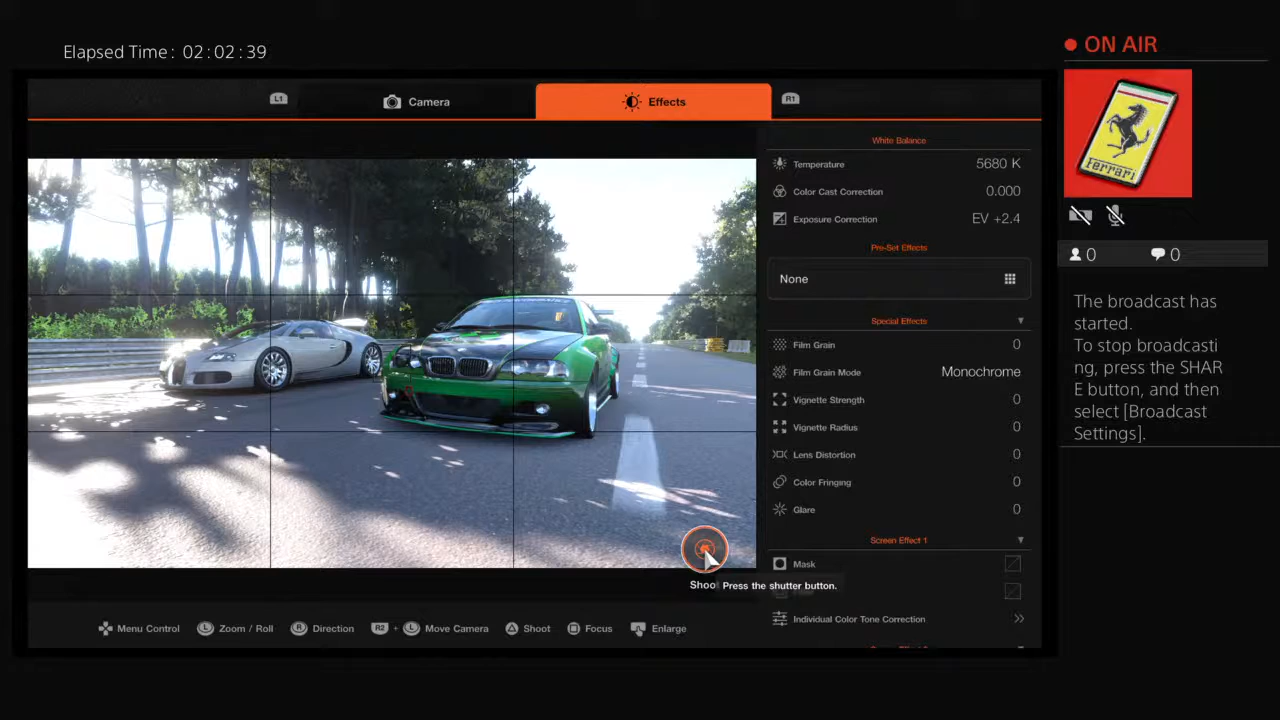 Elapsed Time: 02:02:39
ON AIR
L1
Camera
Effects
R1
Ferrari
White Balance
Temperature 5680 K
Color Cast Correction 0.000
Exposure Correction EV +2.4
Pre-Set Effects
None
Special Effects
Film Grain 0
Film Grain Mode Monochrome
Vignette Strength 0
Vignette Radius 0
Lens Distortion 0
Color Fringing 0
Glare 0
Screen Effect 1
Mask
Individual Color Tone Correction
Shoo
Press the shutter button.
Menu Control
L Zoom / Roll
R Direction
R2 + L Move Camera
Shoot
Focus
Enlarge
0 0
The broadcast has
started.
To stop broadcasti
ng, press the SHAR
E button, and then
select [Broadcast
Settings].